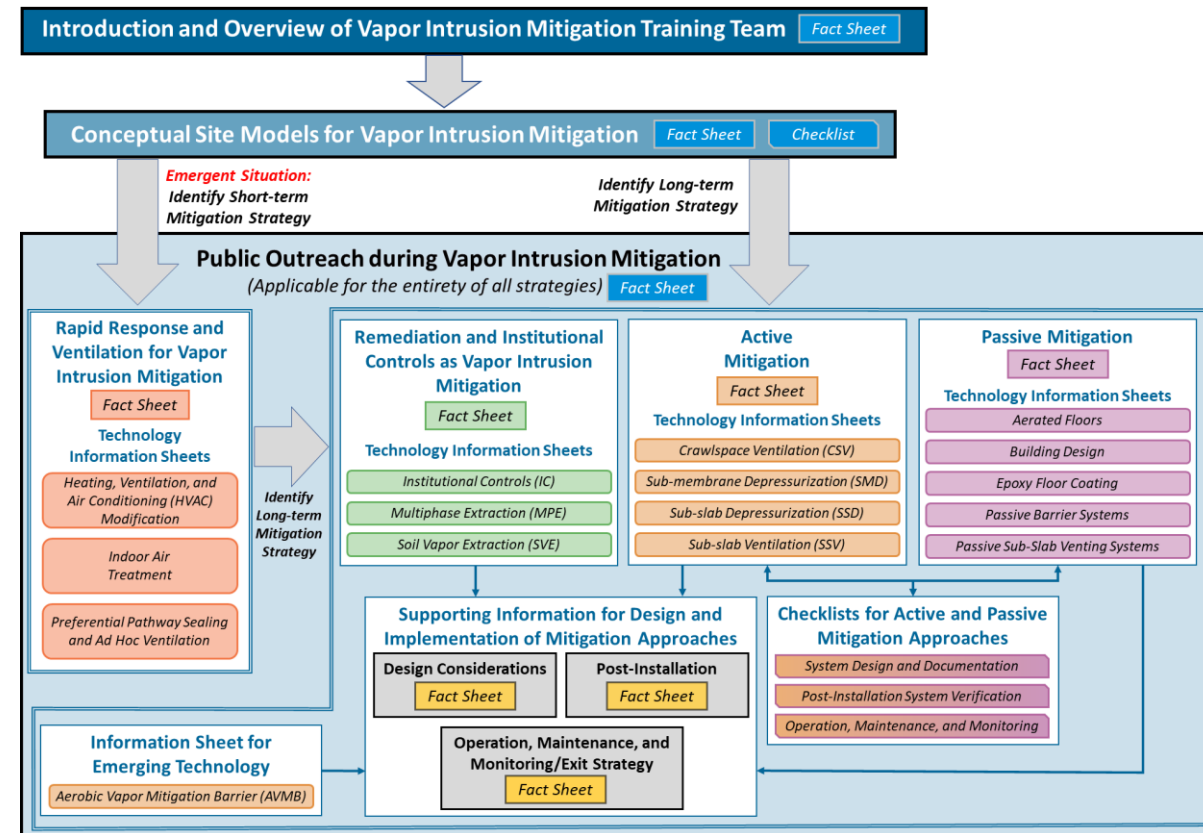 Introduction and Overview of Vapor Intrusion Mitigation Training Team
Fact Sheet
Conceptual Site Models for Vapor Intrusion Mitigation
Fact Sheet
Checklist
Emergent Situation:
Identify Short-term
Mitigation Strategy
Identify Long-term
Mitigation Strategy
Public Outreach during Vapor Intrusion Mitigation
(Applicable for the entirety of all strategies)
Fact Sheet
Rapid Response and
Ventilation for Vapor
Intrusion Mitigation
Fact Sheet
Technology
Information Sheets
Heating, Ventilation, and
Air Conditioning (HVAC)
Modification
Indoor Air
Treatment
Preferential Pathway Sealing
and Ad Hoc Ventilation
Identify
Long-term
Mitigation
Strategy
Remediation and Institutional
Controls as Vapor Intrusion
Mitigation
Fact Sheet
Technology Information Sheets
Institutional Controls (IC)
Multiphase Extraction (MPE)
Soil Vapor Extraction (SVE)
Active
Mitigation
Fact Sheet
Technology Information Sheets
Crawlspace Ventilation (CSV)
Sub-membrane Depressurization (SMD)
Sub-slab Depressurization (SSD)
Sub-slab Ventilation (SSV)
Passive Mitigation
Fact Sheet
Technology Information Sheets
Aerated Floors
Building Design
Epoxy Floor Coating
Passive Barrier Systems
Passive Sub-Slab Venting Systems
Supporting Information for Design and
Implementation of Mitigation Approaches
Design Considerations
Fact Sheet
Post-Installation
Fact Sheet
Operation, Maintenance, and
Monitoring/Exit Strategy
Fact Sheet
Checklists for Active and Passive
Mitigation Approaches
System Design and Documentation
Post-Installation System Verification
Operation, Maintenance, and Monitoring
Information Sheet for
Emerging Technology
Aerobic Vapor Mitigation Barrier (AVMB)